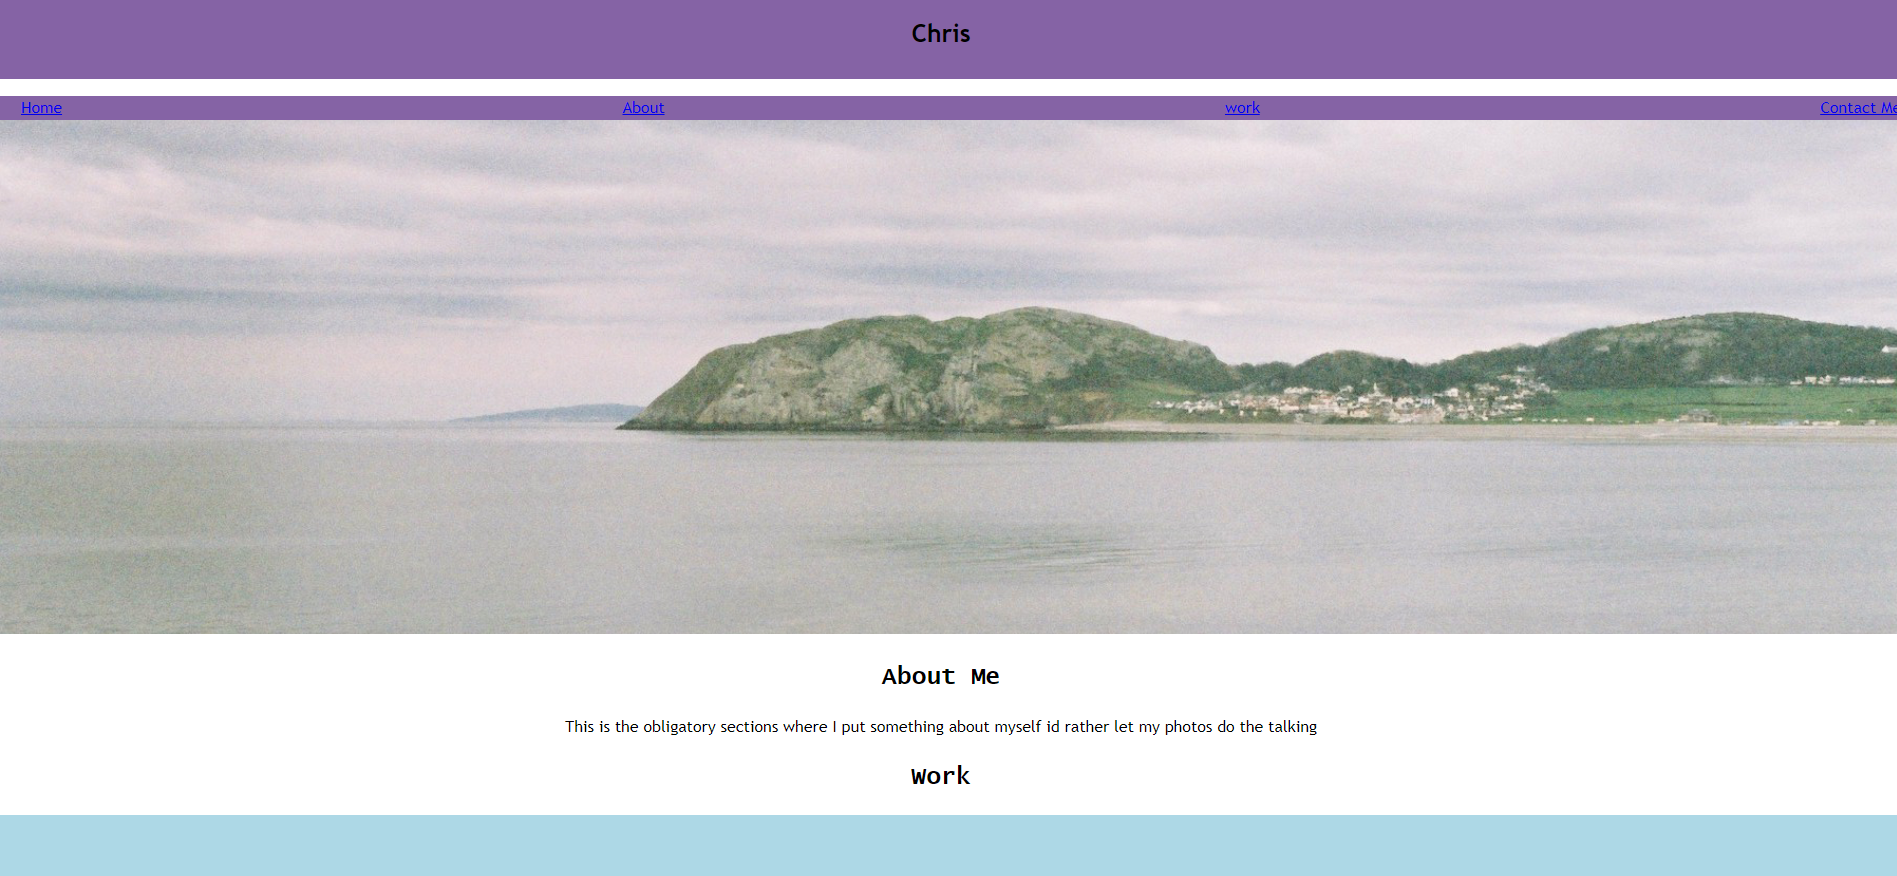 Chris
Home About work Contact Me
About Me
This is the obligatory sections where I put something about myself id rather let my photos do the talking
Work